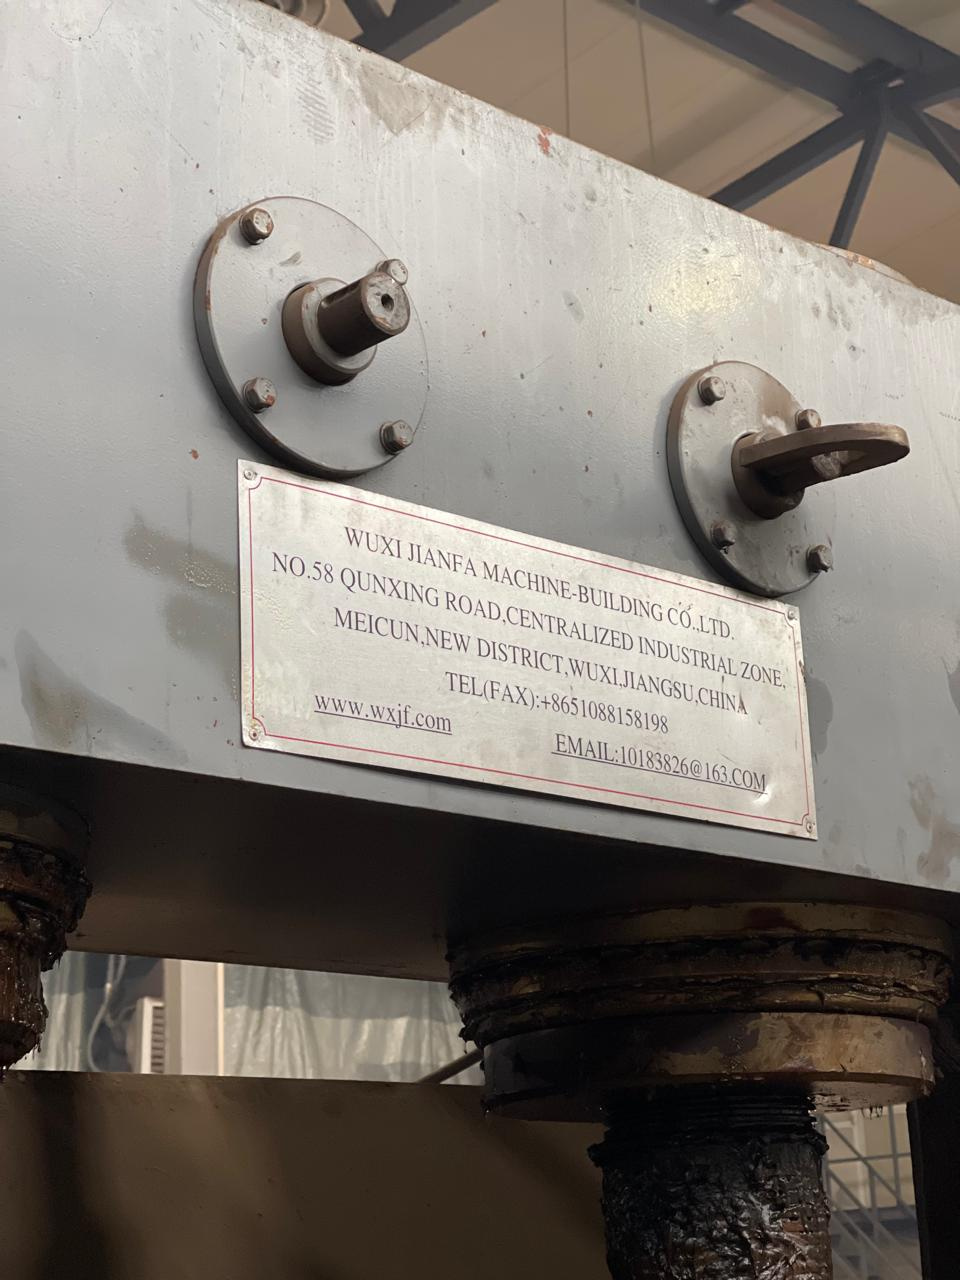 WUXI JIANFA MACHINE-BUILDING CO.,LTD.
NO.58 QUNXING ROAD,CENTRALIZED INDUSTRIAL ZONE,
MEICUN,NEW DISTRICT,WUXI,JIANGSU,CHINA
TEL(FAX):+8651088158198
www.wxjf.com
EMAIL:10183826@163.COM